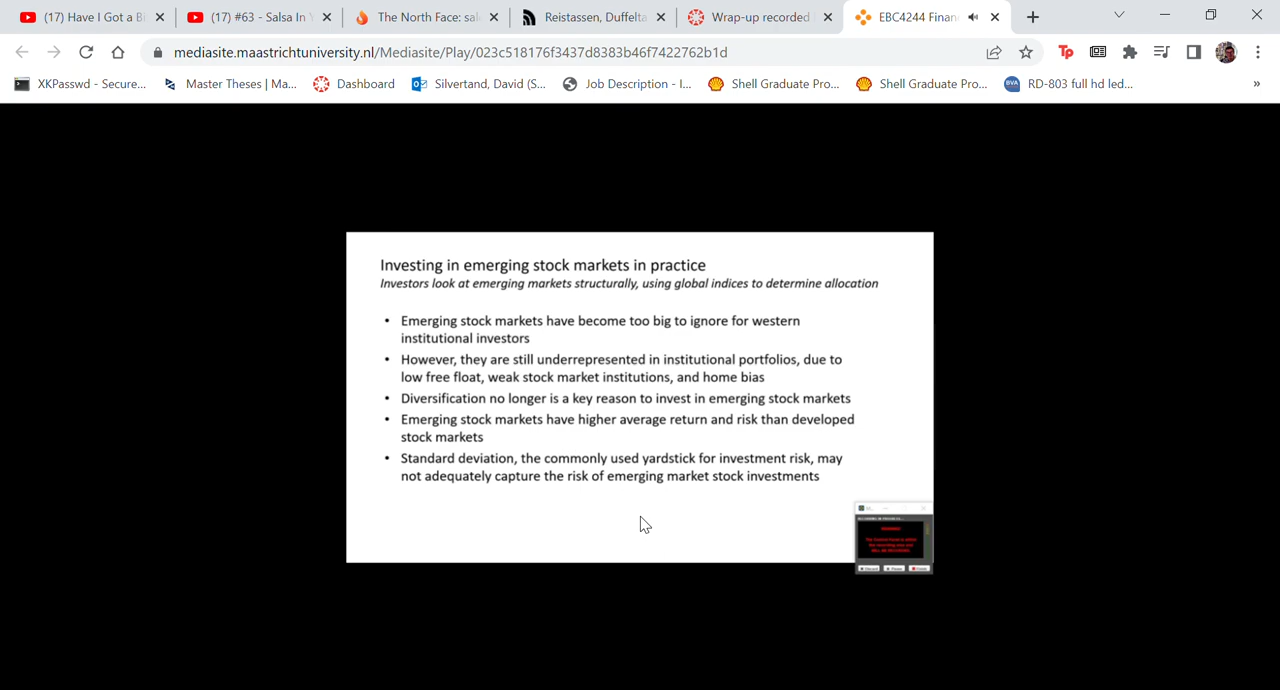 (17) Have I Got a Bi
(17) #63 - Salsa In Y
The North Face: sal
Reistassen, Duffelta
Wrap-up recorded
EBC4244 Finan
mediasite.maastrichtuniversity.nl/Mediasite/Play/023c518176f3437d8383b46f7422762b1d
Tp
XKPasswd - Secure...
Master Theses | Ma...
Dashboard
Silvertand, David (S...
Job Description - I...
Shell Graduate Pro...
Shell Graduate Pro...
BVA
RD-803 full hd led...
»
Investing in emerging stock markets in practice
Investors look at emerging markets structurally, using global indices to determine allocation
• Emerging stock markets have become too big to ignore for western
institutional investors
• However, they are still underrepresented in institutional portfolios, due to
low free float, weak stock market institutions, and home bias
• Diversification no longer is a key reason to invest in emerging stock markets
• Emerging stock markets have higher average return and risk than developed
stock markets
• Standard deviation, the commonly used yardstick for investment risk, may
not adequately capture the risk of emerging market stock investments